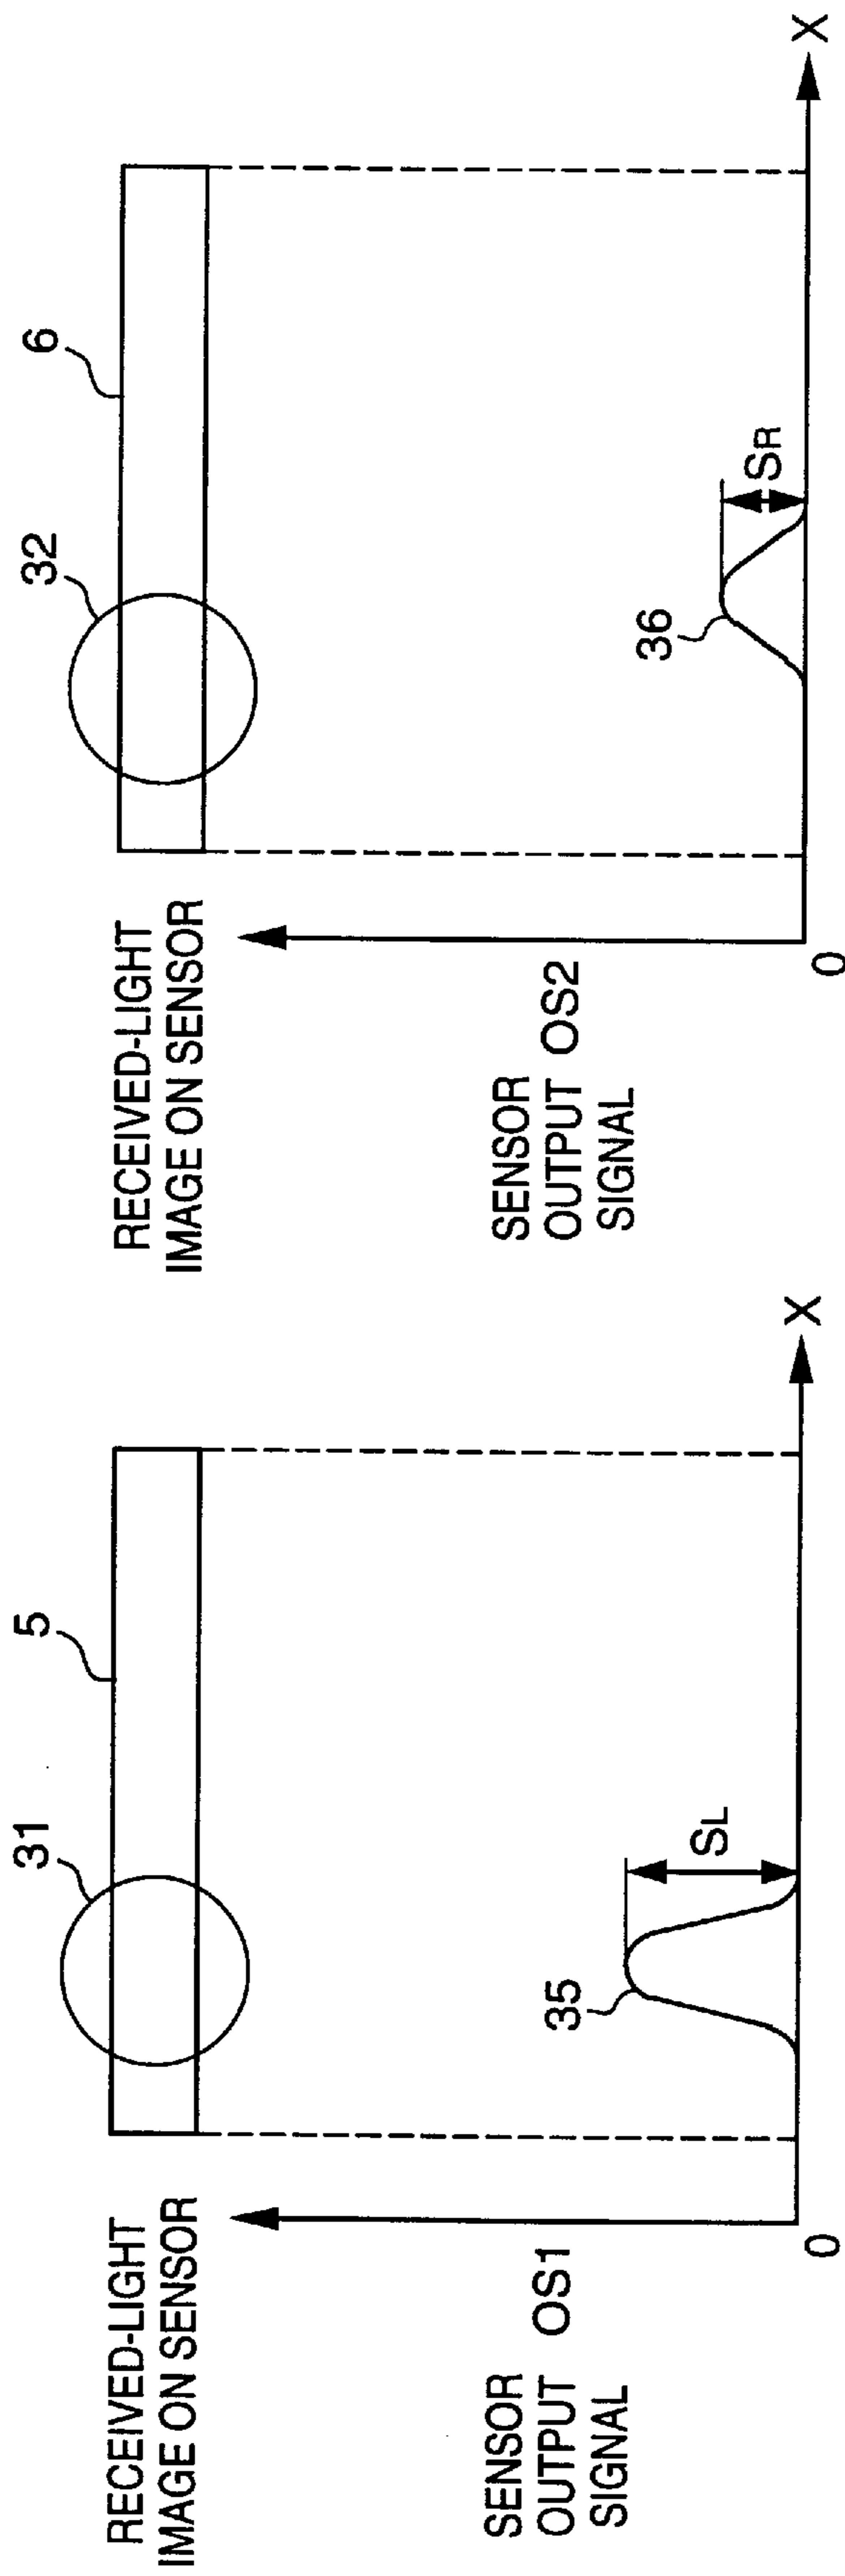 RECEIVED-LIGHT
IMAGE ON SENSOR
31
5
SENSOR
OUTPUT OS1
SIGNAL
35
SL
0
X
RECEIVED-LIGHT
IMAGE ON SENSOR
32
6
SENSOR
OUTPUT OS2
SIGNAL
36
SR
0
X